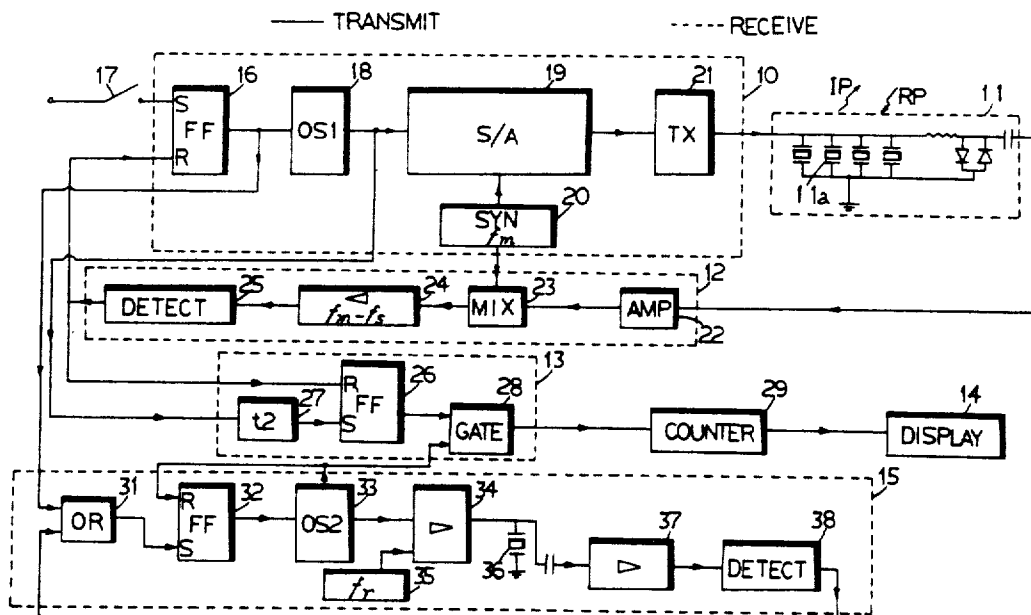 TRANSMIT
RECEIVE
17
16
18
19
21
10
IP
RP
11
S
FF
R
OS1
S/A
TX
11a
20
SYN
fm
25
24
23
12
DETECT
fm-fs
MIX
AMP
22
13
26
27
28
29
14
R
FF
S
t2
GATE
COUNTER
DISPLAY
15
31
32
33
34
37
38
OR
R
FF
S
OS2
36
DETECT
fr
35